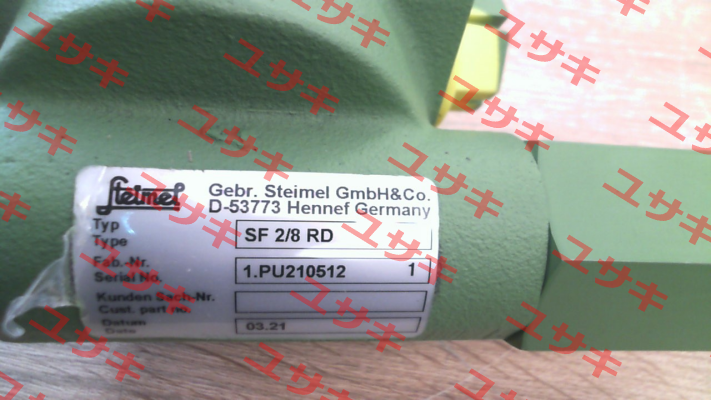 Steimel
Gebr. Steimel GmbH&Co.
D-53773 Hennef Germany
Typ
Type
SF 2/8 RD
Fab.-Nr.
Serial No.
1.PU210512 1
Kunden Sach-Nr.
Cust. part no.
Datum
Date
03.21
ユサキ